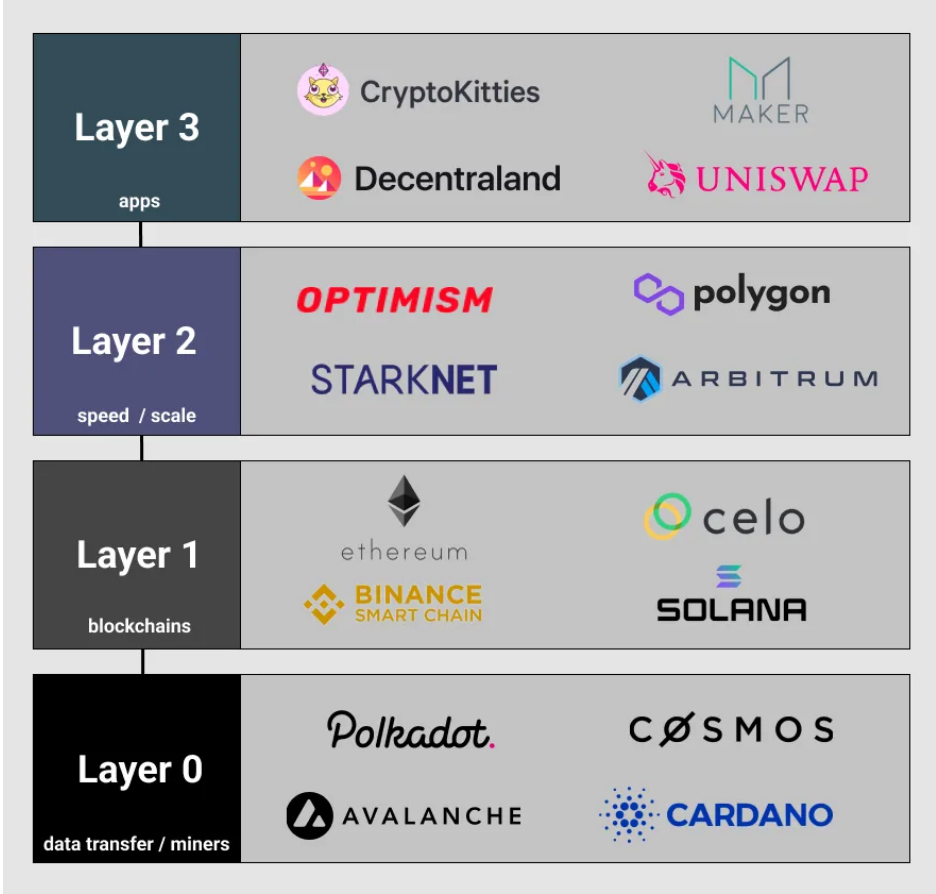 Layer 3
apps
CryptoKitties
MAKER
Decentraland
UNISWAP
Layer 2
speed / scale
OPTIMISM
polygon
STARKNET
ARBITRUM
Layer 1
blockchains
ethereum
celo
BINANCE
SMART CHAIN
SOLANA
Layer 0
data transfer / miners
Polkadot.
CØSMOS
AVALANCHE
CARDANO